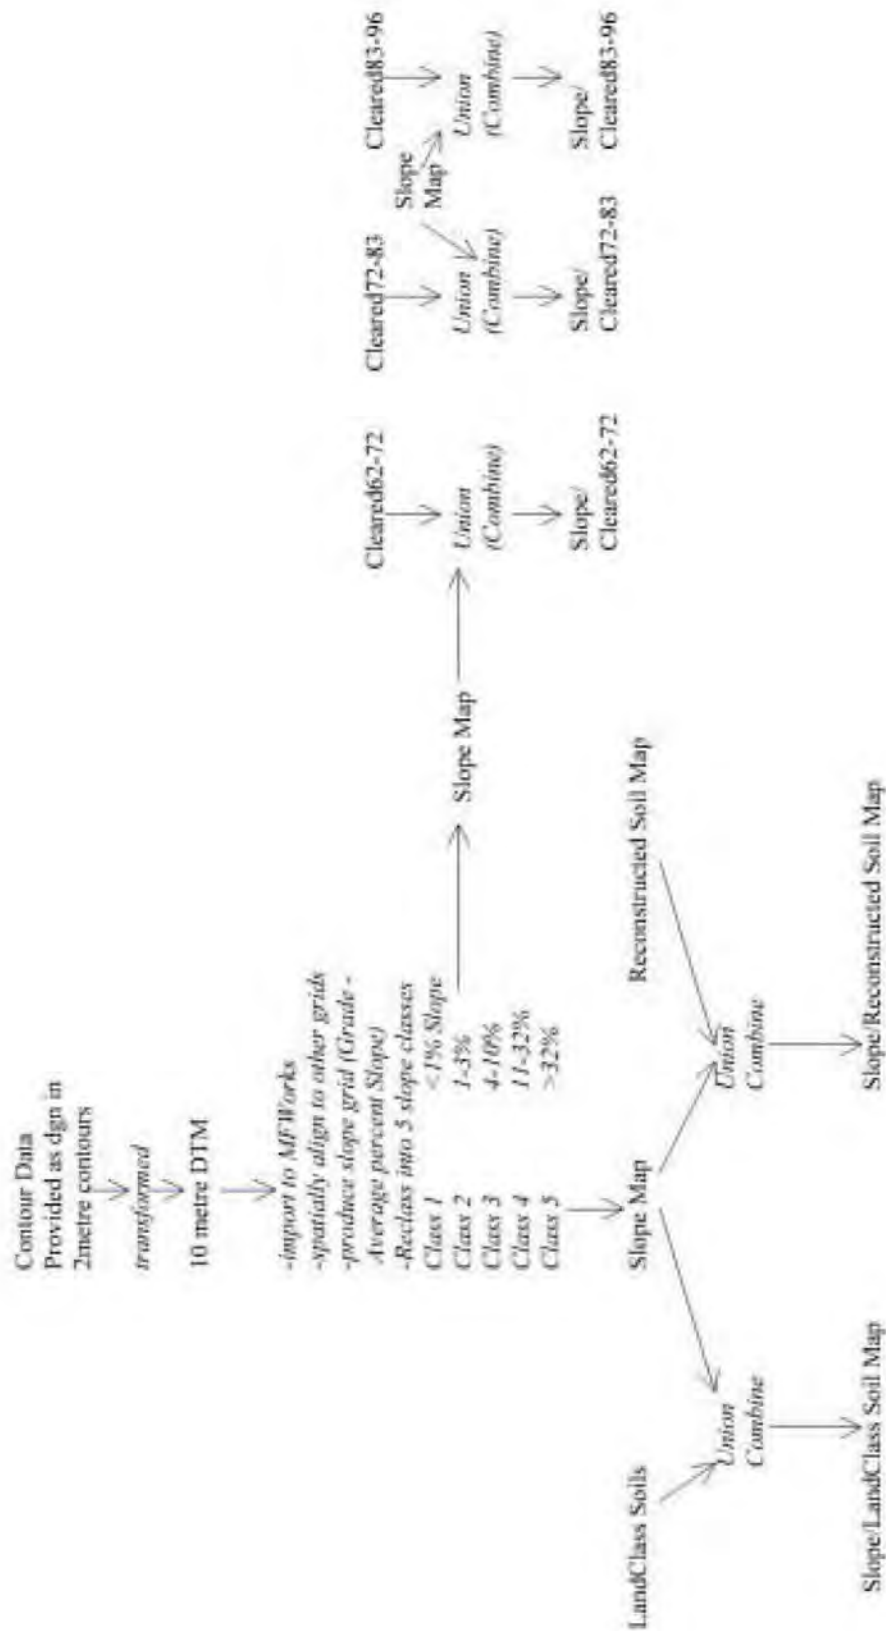 Contour Data
Provided as dgn in
2metre contours
transformed
10 metre DTM
-import to MFWorks
-spatially align to other grids
-produce slope grid (Grade -
Average percent Slope)
-Reclass into 5 slope classes
Class 1 <1% Slope
Class 2 1-3%
Class 3 4-10%
Class 4 11-32%
Class 5 >32%
Slope Map
Cleared62-72
Union
(Combine)
Slope/
Cleared62-72
Cleared72-83
Union
(Combine)
Slope/
Cleared72-83
Slope
Map
Cleared83-96
Union
(Combine)
Slope/
Cleared83-96
Slope Map
LandClass Soils
Union
Combine
Slope/LandClass Soil Map
Reconstructed Soil Map
Union
Combine
Slope/Reconstructed Soil Map